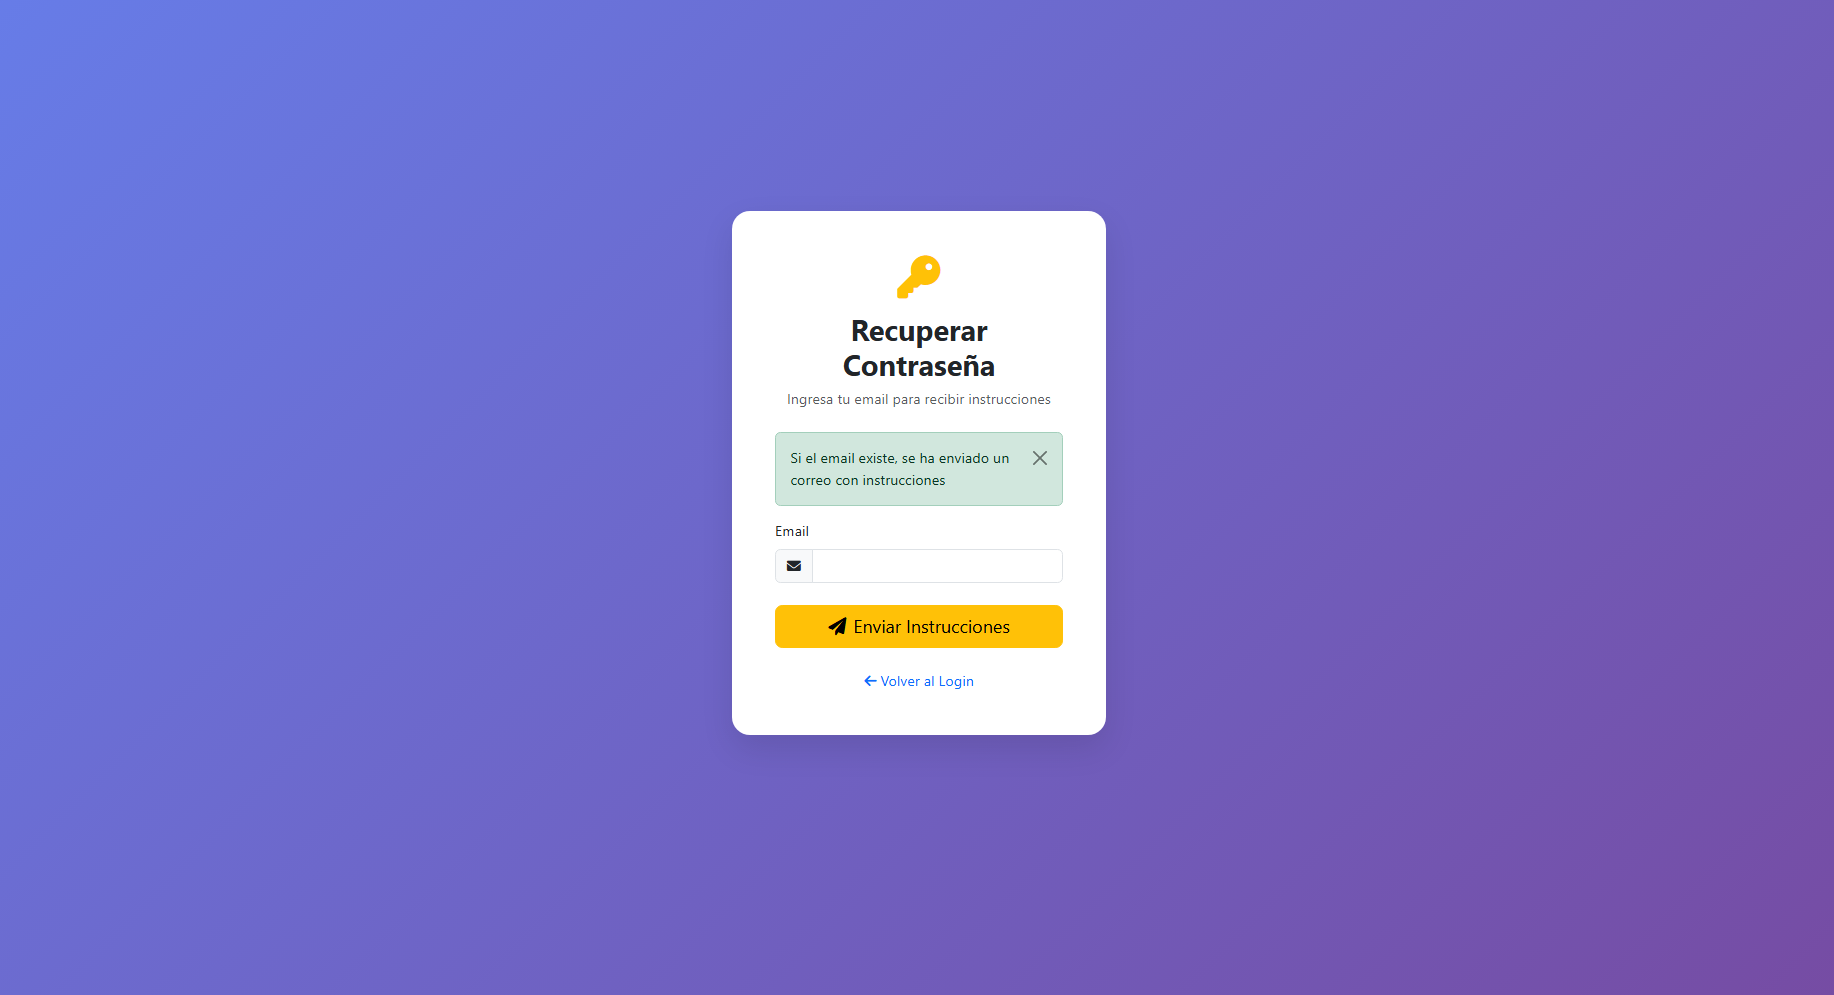 Recuperar
Contraseña
Ingresa tu email para recibir instrucciones
Si el email existe, se ha enviado un
correo con instrucciones
Email
Enviar Instrucciones
Volver al Login